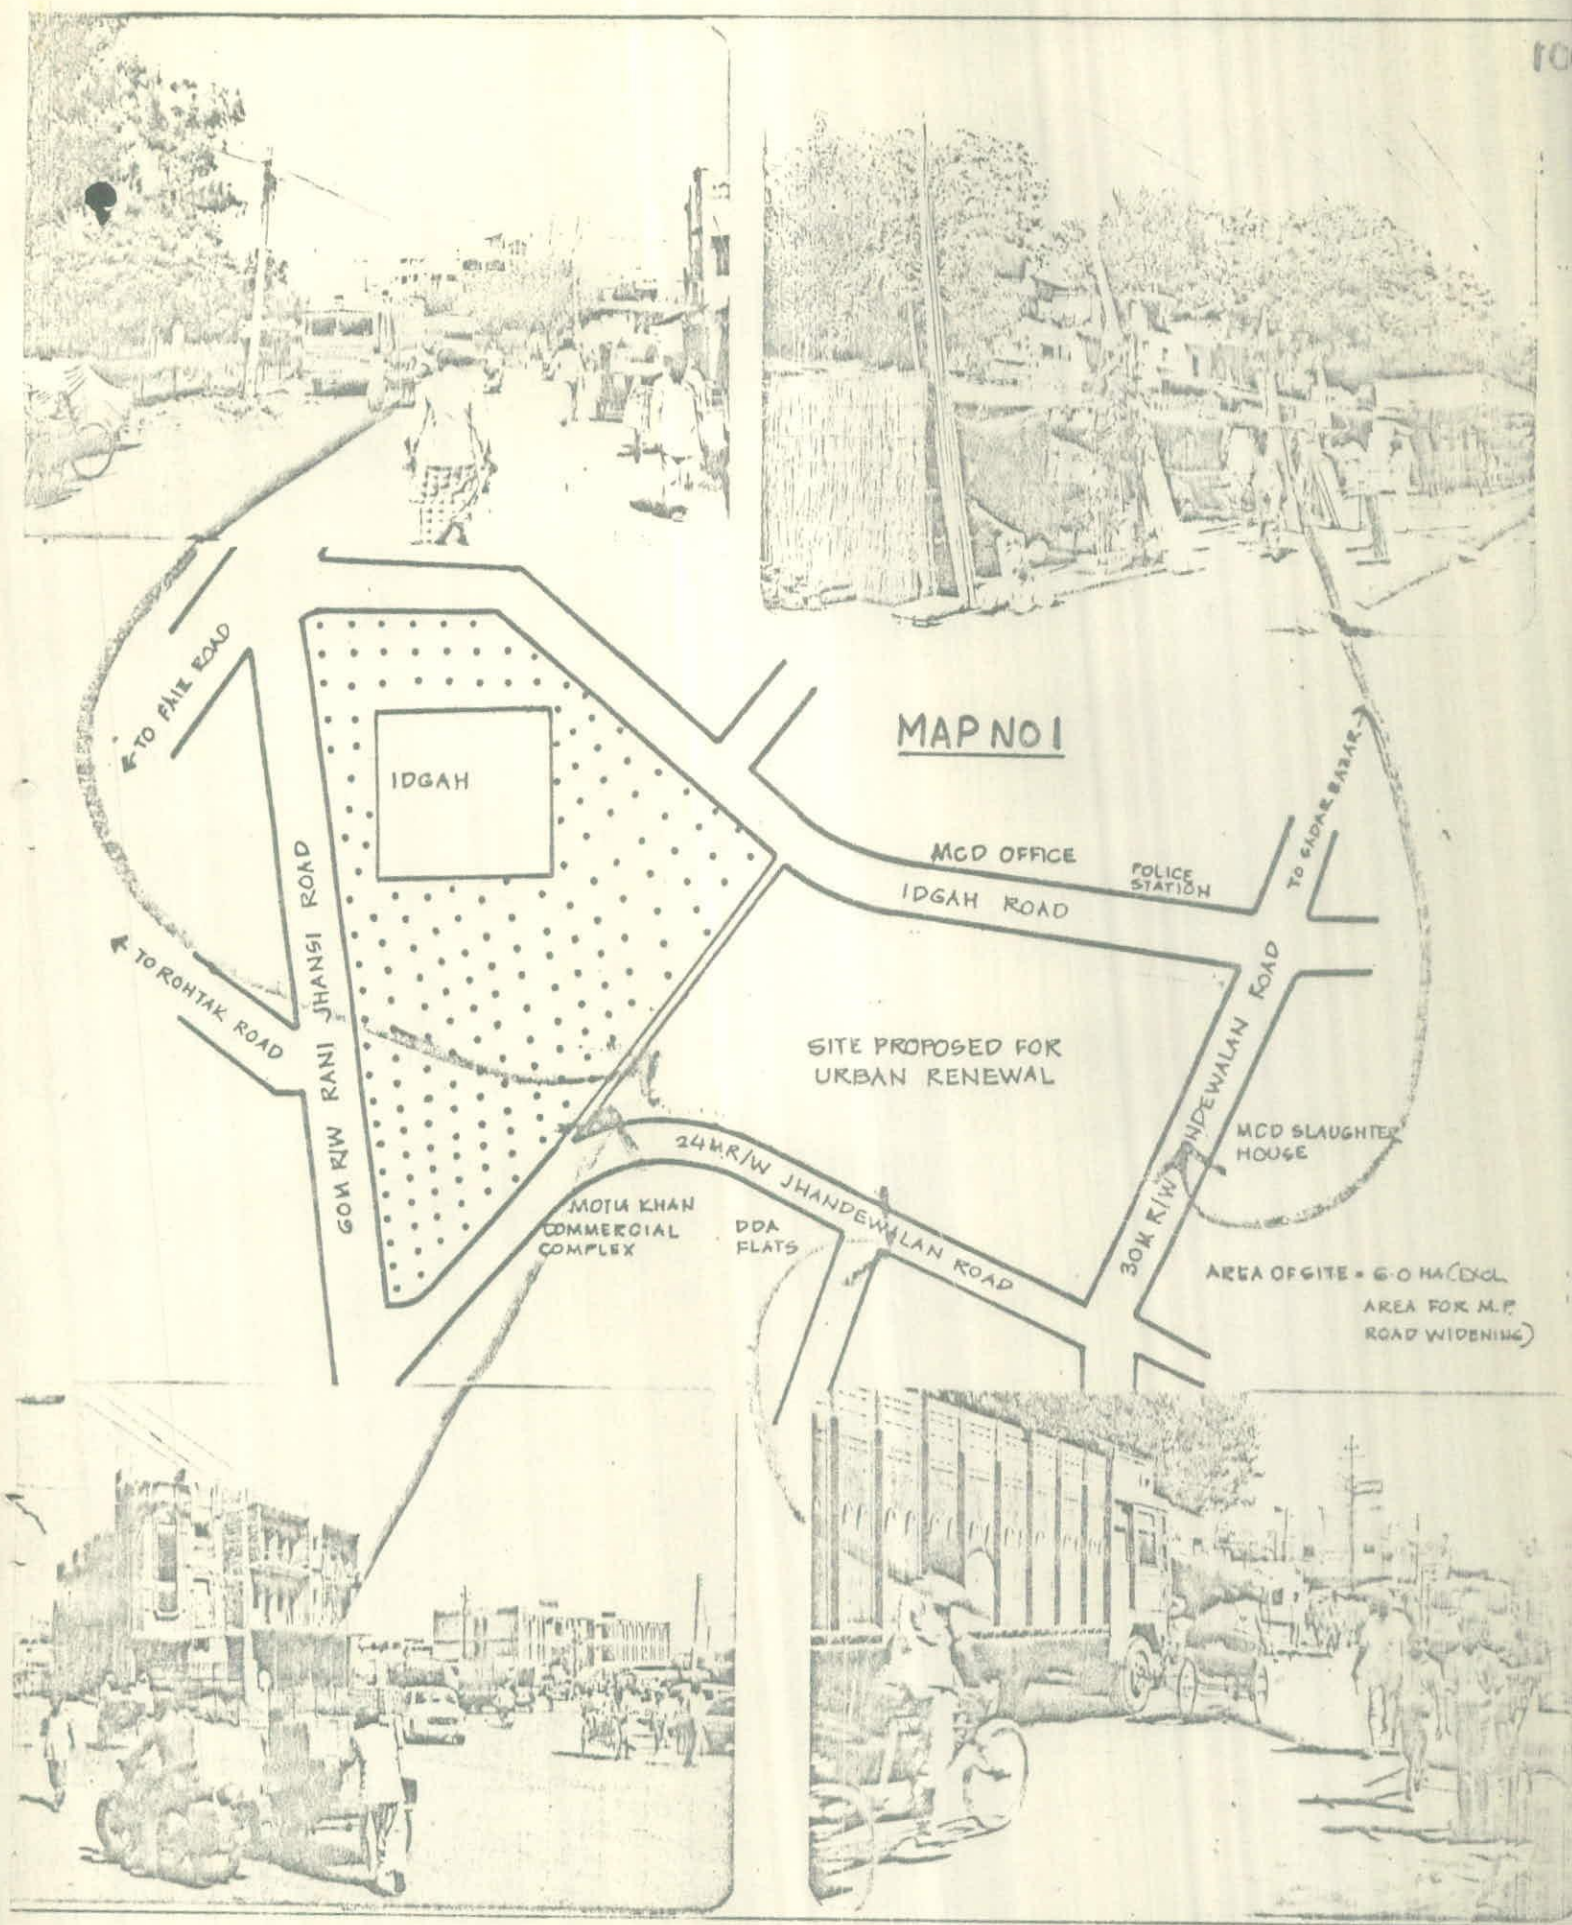 MAP NO 1
TO FAIZ ROAD
IDGAH
TO SADAR BAZAR
MCD OFFICE
POLICE
STATION
IDGAH ROAD
60M R/W RANI JHANSI ROAD
TO ROHTAK ROAD
SITE PROPOSED FOR
URBAN RENEWAL
30M R/W
ROAD
MCD SLAUGHTER
HOUSE
24M R/W JHANDEWALAN ROAD
MOTIA KHAN
COMMERCIAL
COMPLEX
DDA
FLATS
AREA OF SITE = 6.0 HA (EXCL
AREA FOR M.P.
ROAD WIDENING)